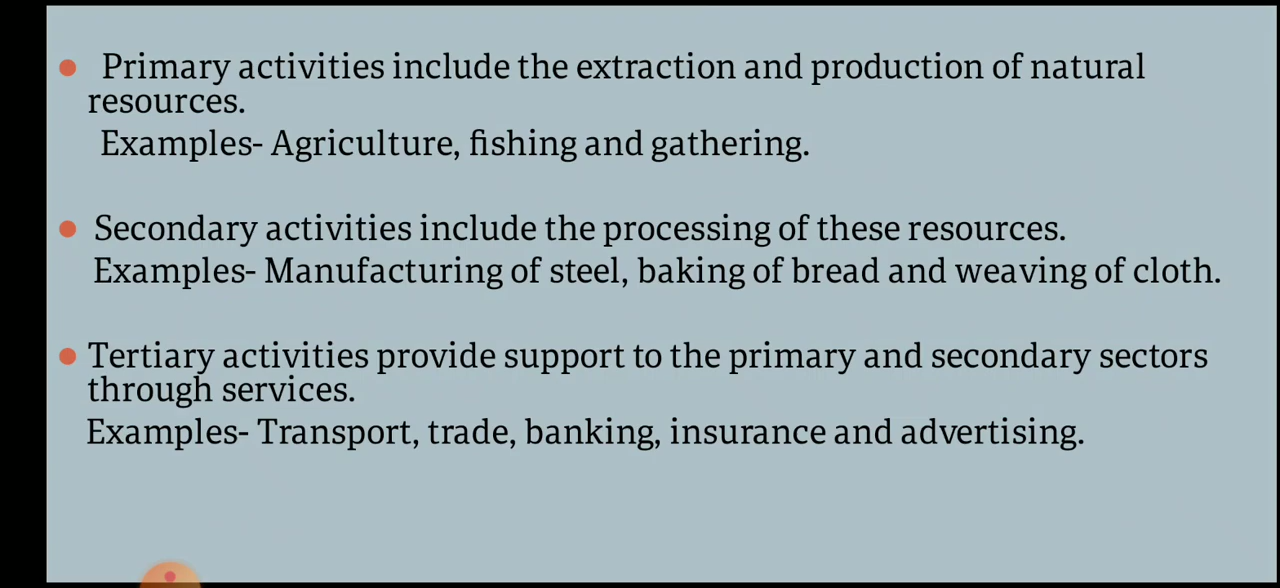 Primary activities include the extraction and production of natural
resources.
Examples- Agriculture, fishing and gathering.
Secondary activities include the processing of these resources.
Examples- Manufacturing of steel, baking of bread and weaving of cloth.
Tertiary activities provide support to the primary and secondary sectors
through services.
Examples- Transport, trade, banking, insurance and advertising.